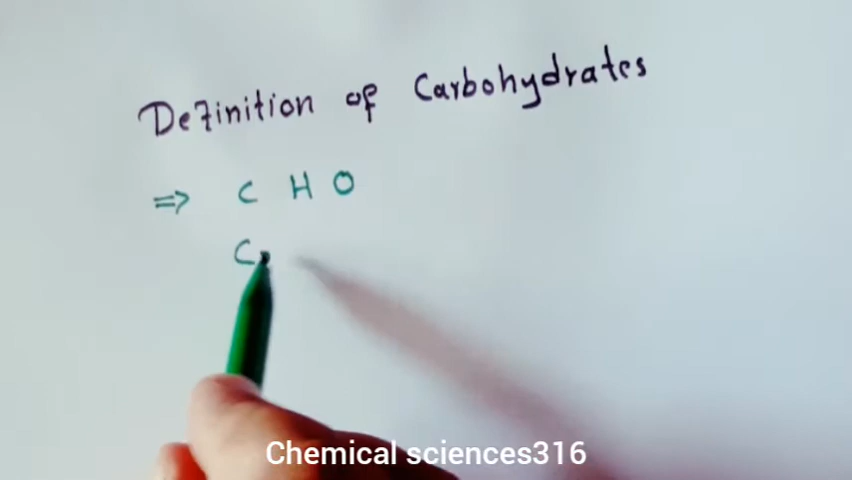 Definition of Carbohydrates
⇒ C H O
C
Chemical sciences316